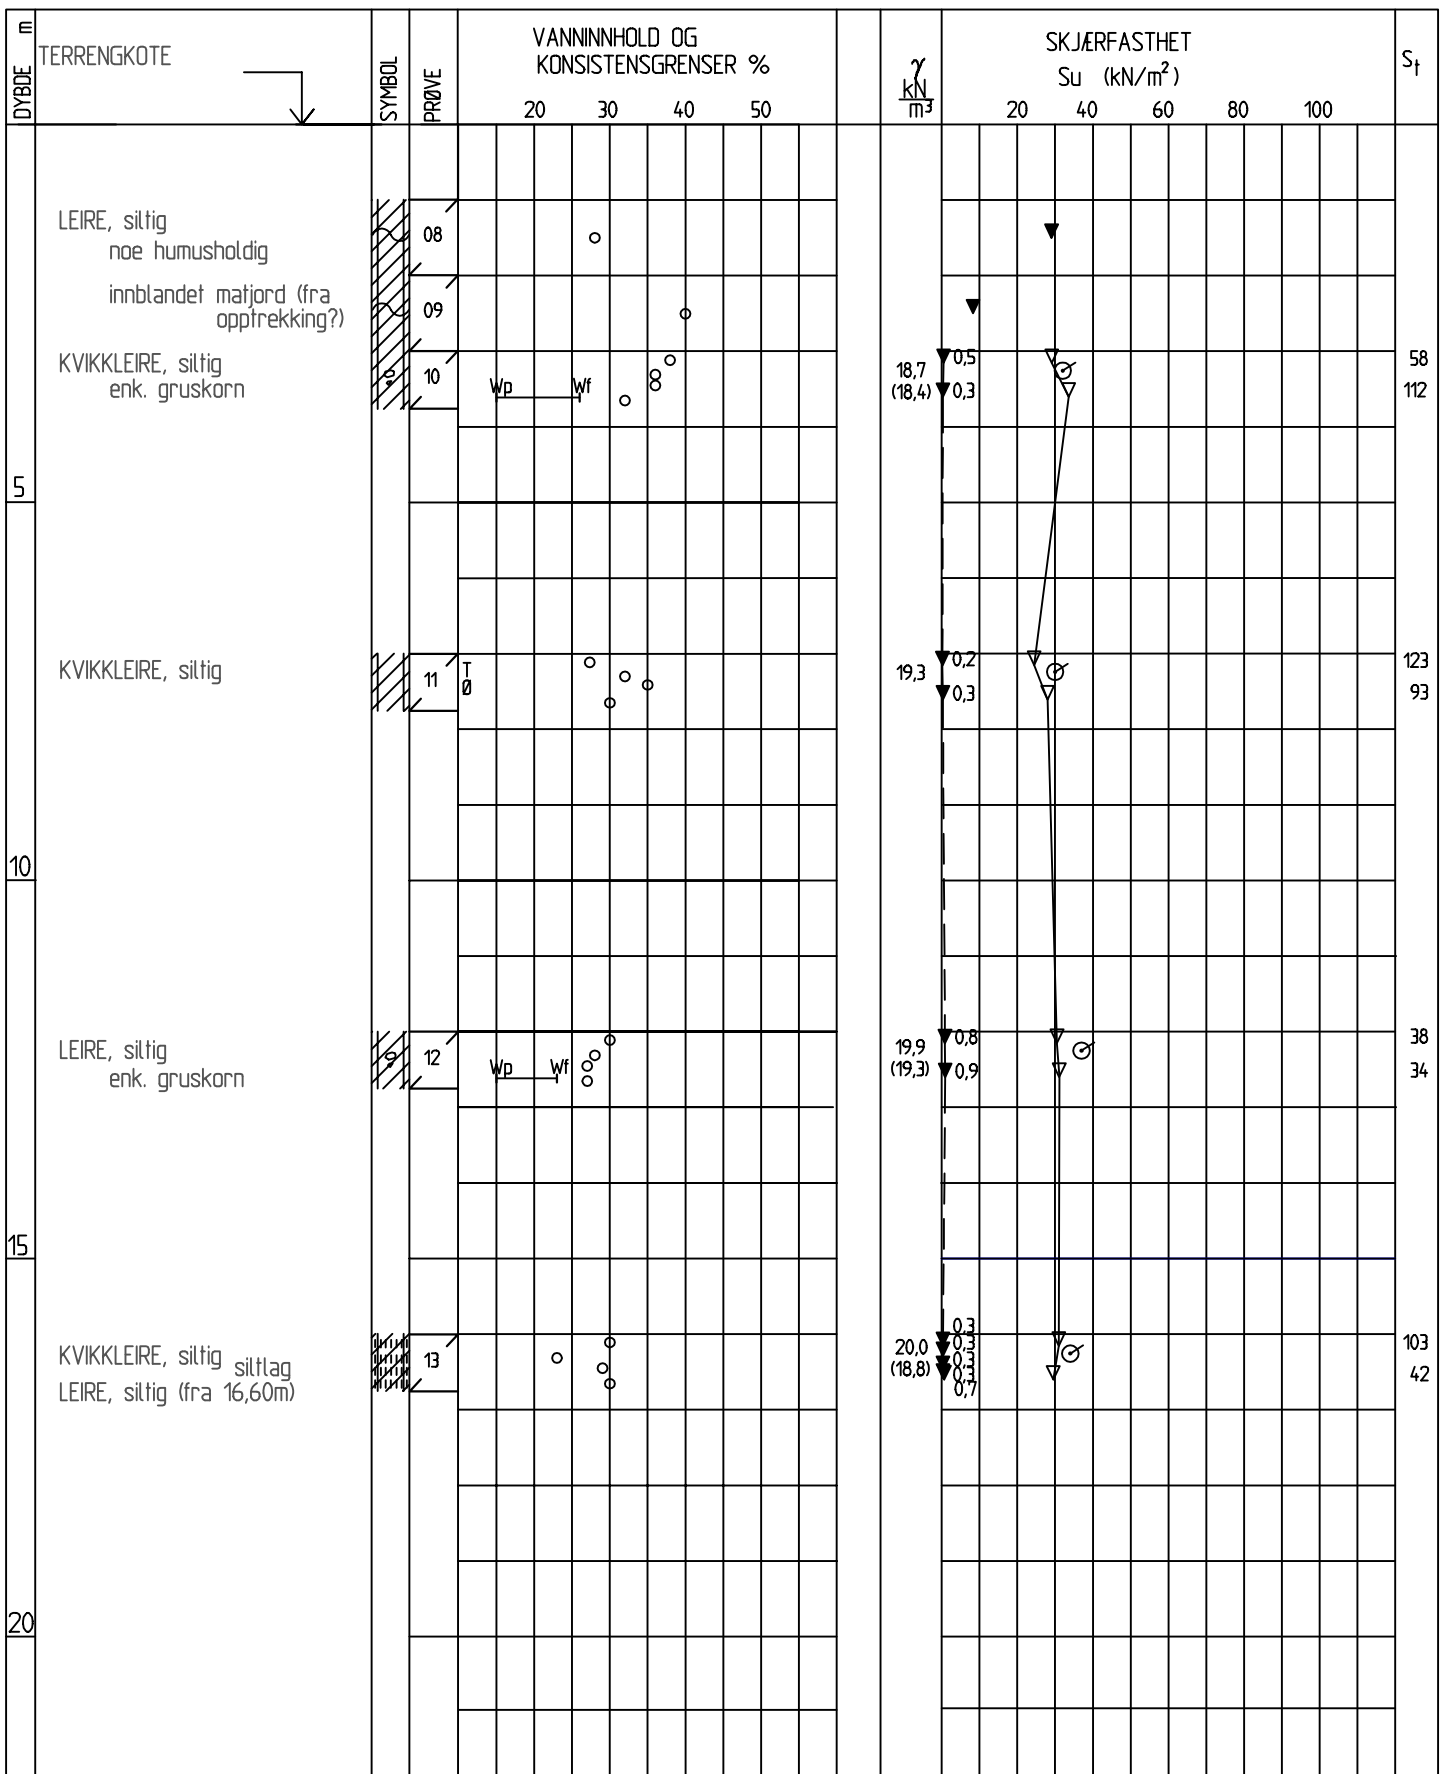 DYBDE m
TERRENGKOTE
SYMBOL
PRØVE
VANNINNHOLD OG
KONSISTENSGRENSER %
20 30 40 50
γ
kN
m³
SKJÆRFASTHET
Su (kN/m²)
20 40 60 80 100
St
LEIRE, siltig
noe humusholdig
08
innblandet matjord (fra
opptrekking?)
09
KVIKKLEIRE, siltig
enk. gruskorn
10
Wp Wf
18,7
(18,4)
0,5
0,3
58
112
5
KVIKKLEIRE, siltig
11
T
Ø
19,3
0,2
0,3
123
93
10
LEIRE, siltig
enk. gruskorn
12
Wp Wf
19,9
(19,3)
0,8
0,9
38
34
15
KVIKKLEIRE, siltig
siltlag
LEIRE, siltig (fra 16,60m)
13
20,0
(18,8)
0,3
0,3
0,3
0,3
0,7
103
42
20